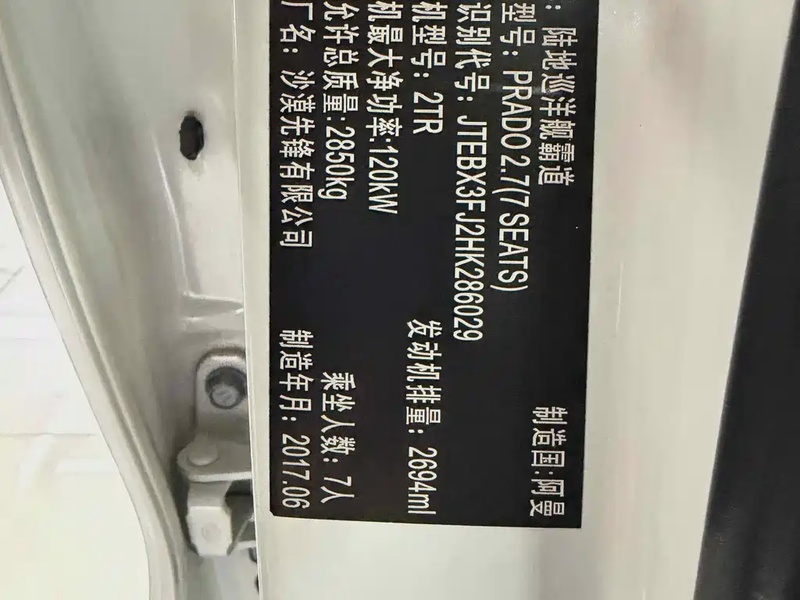 : 陆地巡洋舰霸道 制造国: 阿曼
型号: PRADO 2.7(7 SEATS)
识别代号: JTEBX3FJ2HK286029
机型号: 2TR 发动机排量: 2694ml
机最大净功率:120kW
允许总质量:2850kg 乘坐人数: 7人
厂名: 沙漠先锋有限公司 制造年月: 2017.06